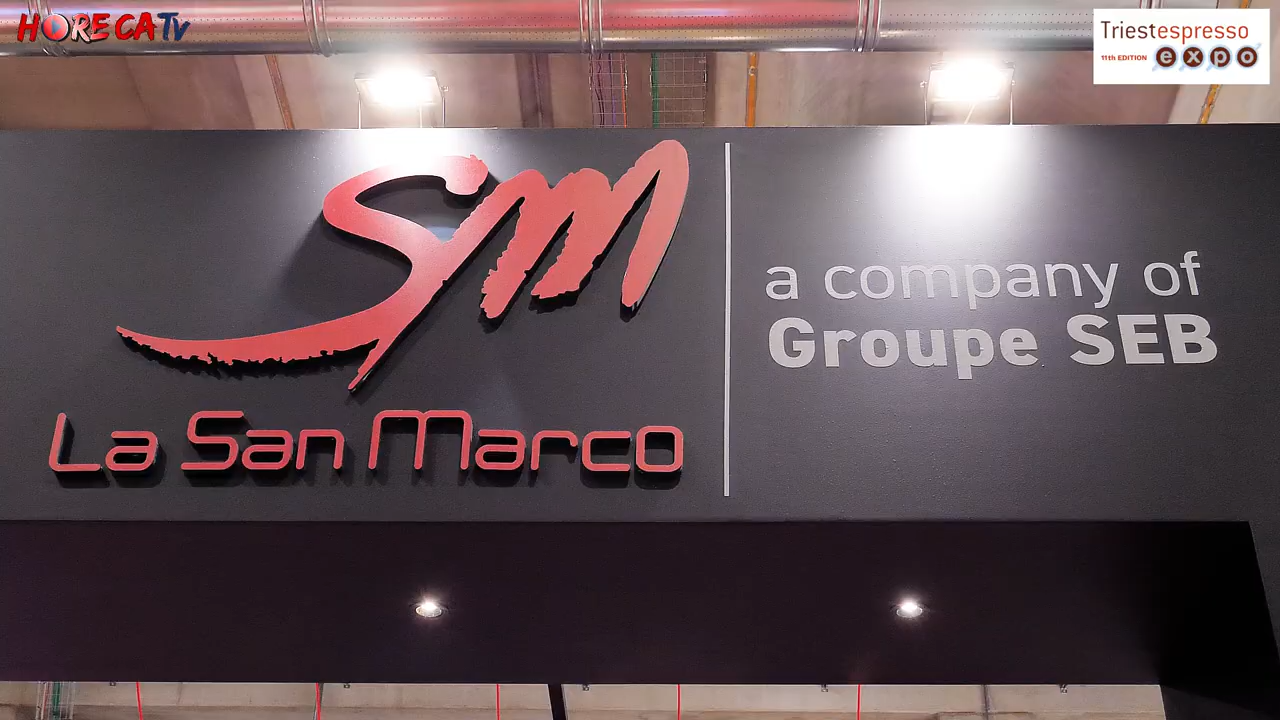 HORECATv
Triestespresso
11th EDITION expo
SM
La San Marco
a company of
Groupe SEB